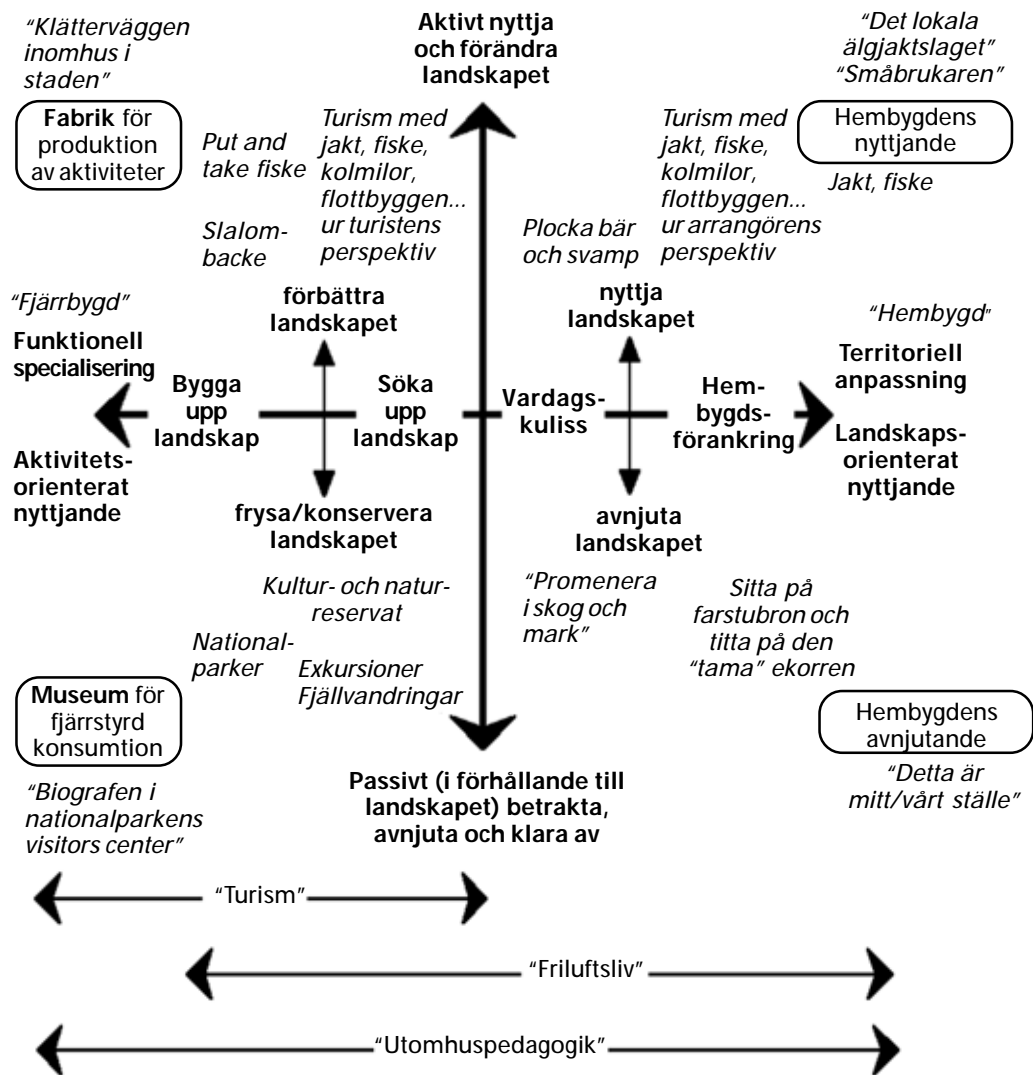 “Klätterväggen
inomhus i
staden”
Aktivt nyttja
och förändra
landskapet
“Det lokala
älgjaktslaget”
“Småbrukaren”
Fabrik för
produktion
av aktiviteter
Put and
take fiske
Turism med
jakt, fiske,
kolmilor,
flottbyggen...
ur turistens
perspektiv
Turism med
jakt, fiske,
kolmilor,
flottbyggen...
ur arrangörens
perspektiv
Hembygdens
nyttjande
Jakt, fiske
Slalom-
backe
Plocka bär
och svamp
“Fjärrbygd”
förbättra
landskapet
nyttja
landskapet
“Hembygd”
Funktionell
specialisering
Territoriell
anpassning
Bygga
upp
landskap
Söka
upp
landskap
Vardags-
kuliss
Hem-
bygds-
förankring
Aktivitets-
orienterat
nyttjande
Landskaps-
orienterat
nyttjande
frysa/konservera
landskapet
avnjuta
landskapet
Kultur- och natur-
reservat
“Promenera
i skog och
mark”
Sitta på
farstubron och
titta på den
“tama” ekorren
National-
parker
Exkursioner
Fjällvandringar
Museum för
fjärrstyrd
konsumtion
Hembygdens
avnjutande
“Biografen i
nationalparkens
visitors center”
Passivt (i förhållande till
landskapet) betrakta,
avnjuta och klara av
“Detta är
mitt/vårt ställe”
“Turism”
“Friluftsliv”
“Utomhuspedagogik”